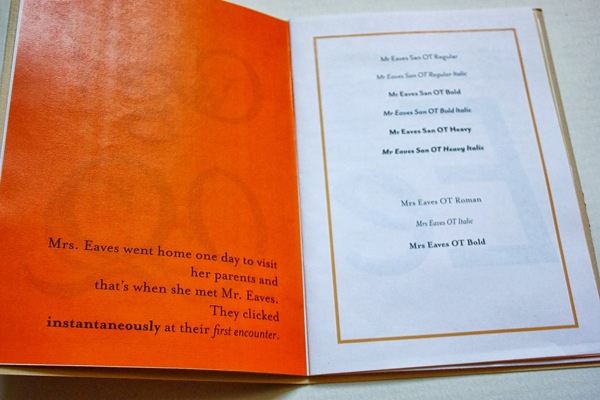 Mrs. Eaves went home one day to visit
her parents and
that's when she met Mr. Eaves.
They clicked
instantaneously at their first encounter.
Mr Eaves San OT Regular
Mr Eaves San OT Regular Italic
Mr Eaves San OT Bold
Mr Eaves San OT Bold Italic
Mr Eaves San OT Heavy
Mr Eaves San OT Heavy Italic
Mrs Eaves OT Roman
Mrs Eaves OT Italic
Mrs Eaves OT Bold